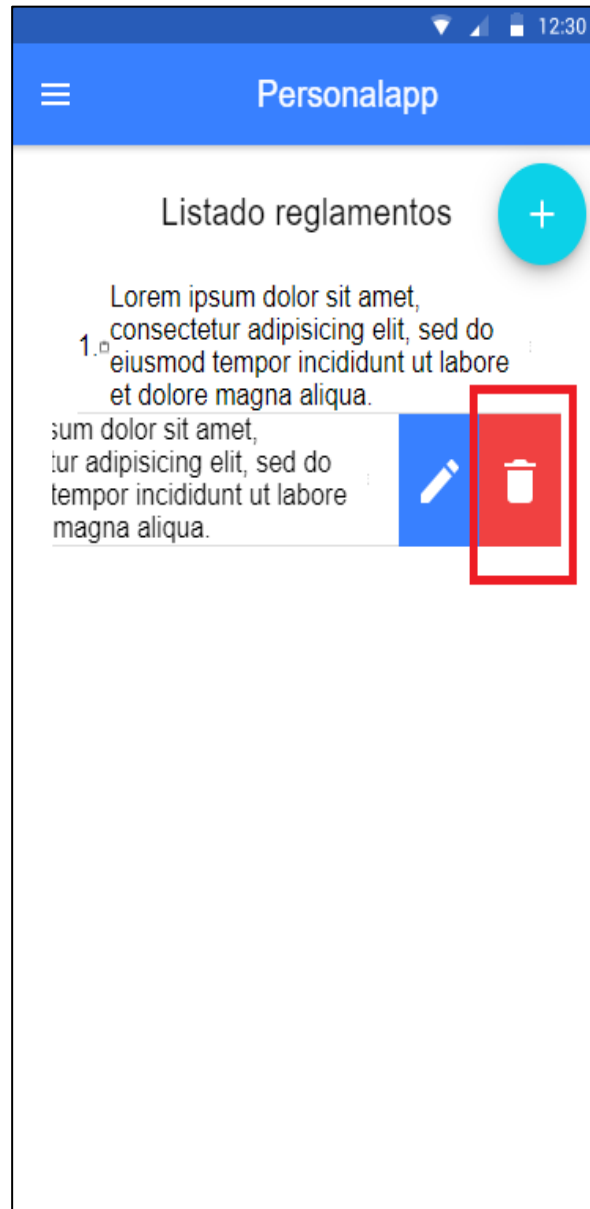 12:30
Personalapp
Listado reglamentos
Lorem ipsum dolor sit amet,
1. consectetur adipisicing elit, sed do
eiusmod tempor incididunt ut labore
et dolore magna aliqua.
sum dolor sit amet,
tur adipisicing elit, sed do
tempor incididunt ut labore
magna aliqua.